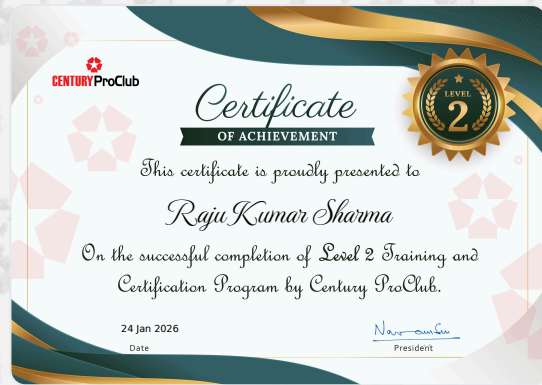 CENTURY ProClub
LEVEL
2
Certificate
OF ACHIEVEMENT
This certificate is proudly presented to
Raju Kumar Sharma
On the successful completion of Level 2 Training and
Certification Program by Century ProClub.
24 Jan 2026
Date
President